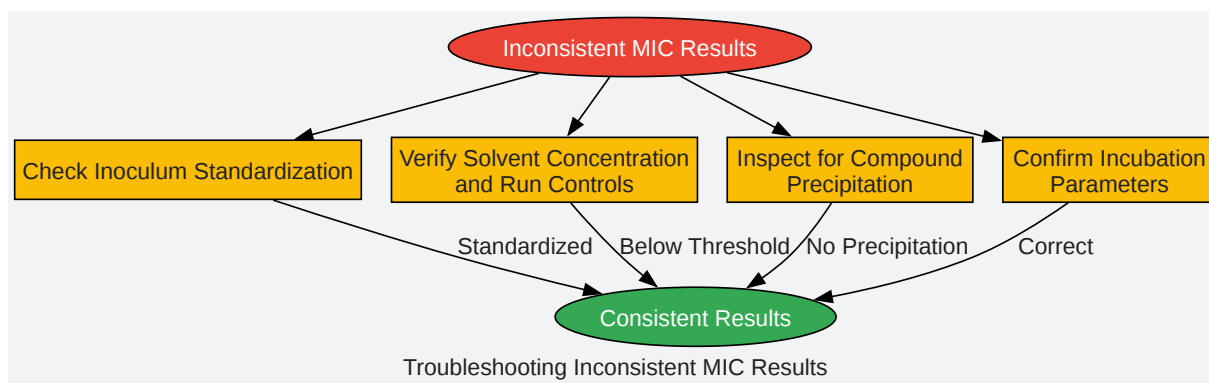 Inconsistent MIC Results
Check Inoculum Standardization
Verify Solvent Concentration
and Run Controls
Inspect for Compound
Precipitation
Confirm Incubation
Parameters
Standardized
Below Threshold
No Precipitation
Correct
Consistent Results
Troubleshooting Inconsistent MIC Results